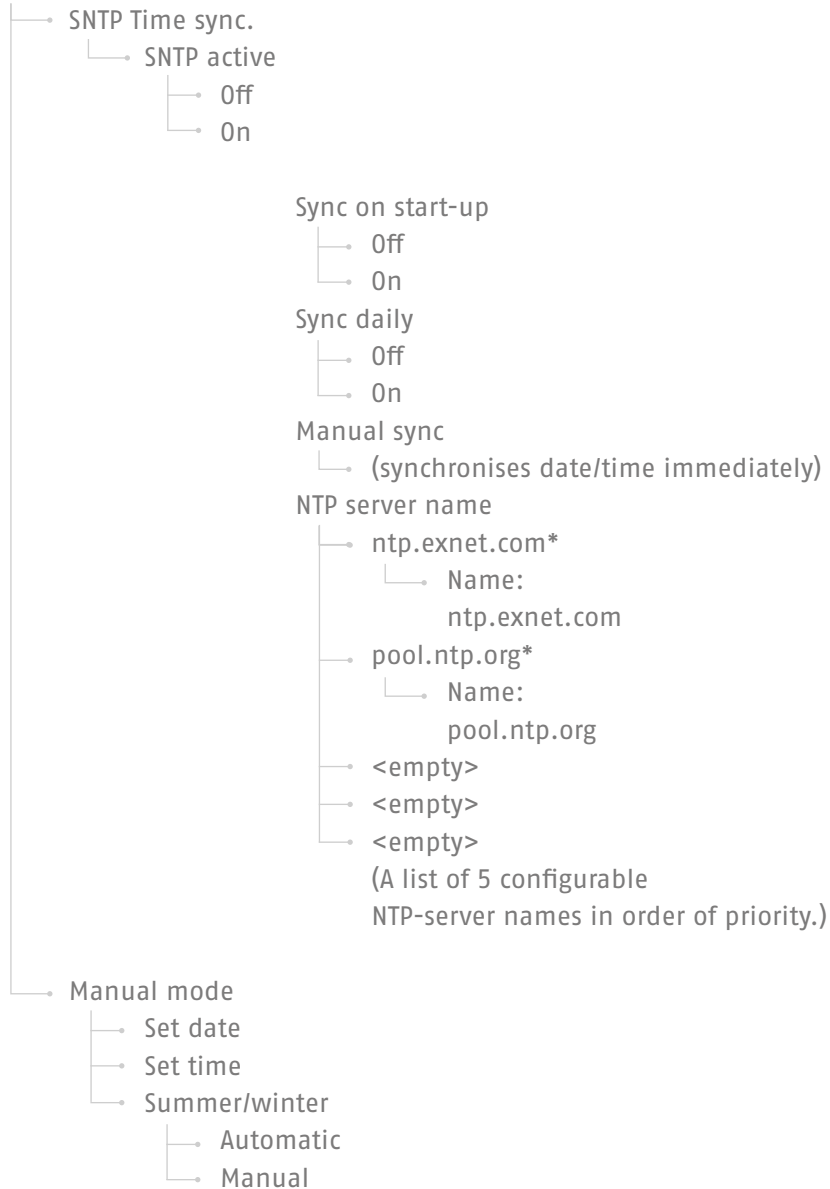 SNTP Time sync.
SNTP active
Off
On
Sync on start-up
Off
On
Sync daily
Off
On
Manual sync
(synchronises date/time immediately)
NTP server name
ntp.exnet.com*
Name:
ntp.exnet.com
pool.ntp.org*
Name:
pool.ntp.org
<empty>
<empty>
<empty>
(A list of 5 configurable
NTP-server names in order of priority.)
Manual mode
Set date
Set time
Summer/winter
Automatic
Manual